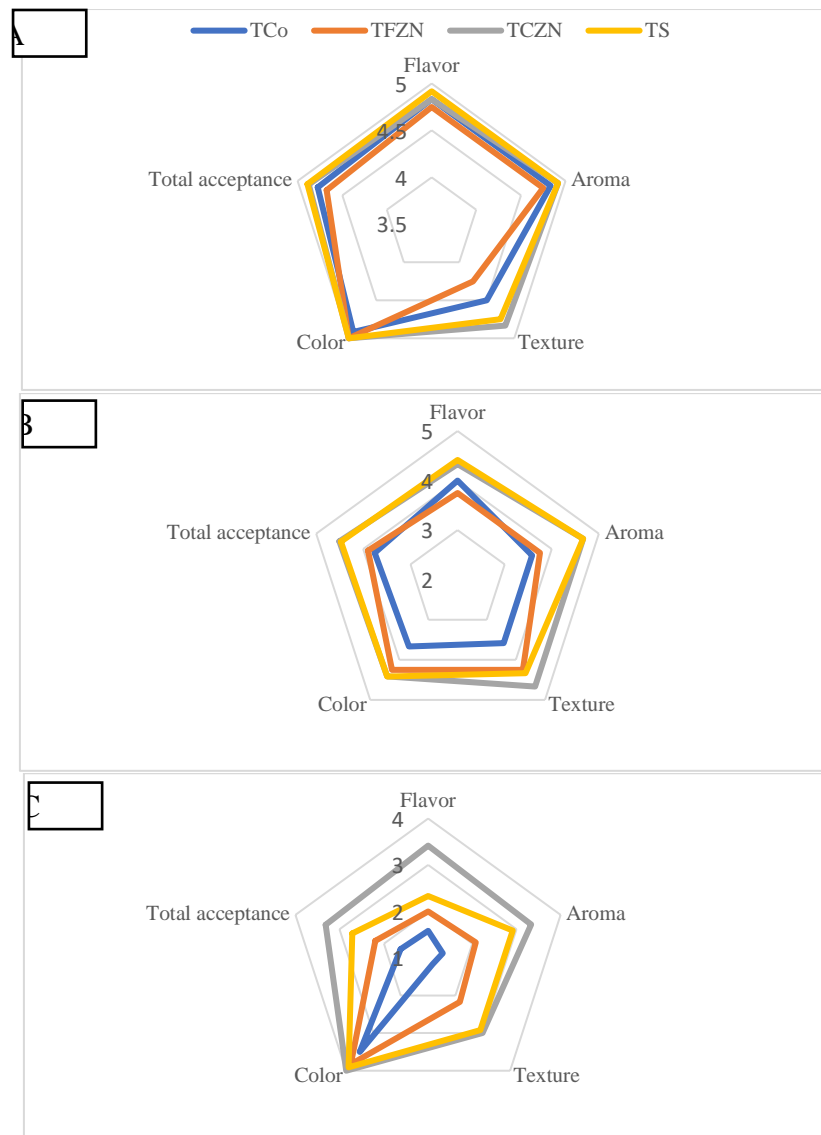 A
TCo TFZN TCZN TS
Flavor
5
4.5
Total acceptance
Aroma
4
3.5
Color
Texture
B
Flavor
5
4
Total acceptance
Aroma
3
2
Color
Texture
C
Flavor
4
3
Total acceptance
Aroma
2
1
Color
Texture